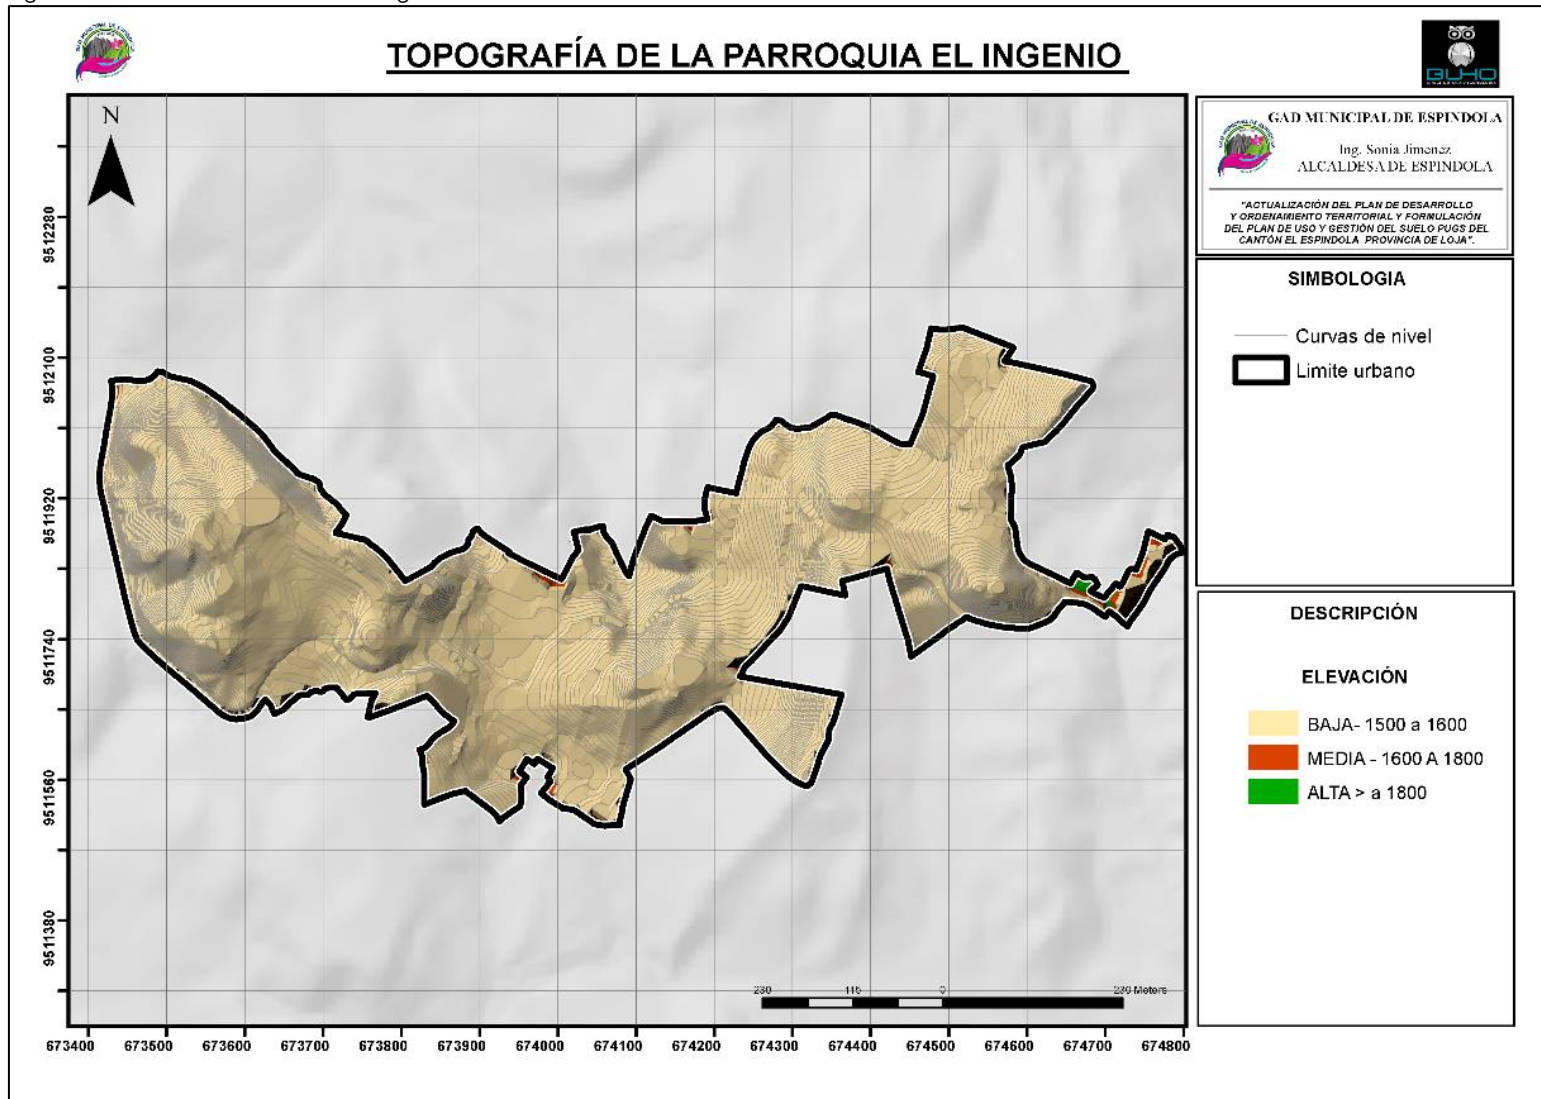 TOPOGRAFÍA DE LA PARROQUIA EL INGENIO
BUHO
N
GAD MUNICIPAL DE ESPINDOLA
Ing. Sonia Jimenez
ALCALDESA DE ESPINDOLA
"ACTUALIZACIÓN DEL PLAN DE DESARROLLO
Y ORDENAMIENTO TERRITORIAL Y FORMULACIÓN
DEL PLAN DE USO Y GESTIÓN DEL SUELO PUGS DEL
CANTÓN EL ESPINDOLA PROVINCIA DE LOJA".
SIMBOLOGIA
Curvas de nivel
Limite urbano
DESCRIPCIÓN
ELEVACIÓN
BAJA- 1500 a 1600
MEDIA - 1600 A 1800
ALTA > a 1800
9512280
9512100
9511920
9511740
9511560
9511380
230 115 0 230 Meters
673400 673500 673600 673700 673800 673900 674000 674100 674200 674300 674400 674500 674600 674700 674800